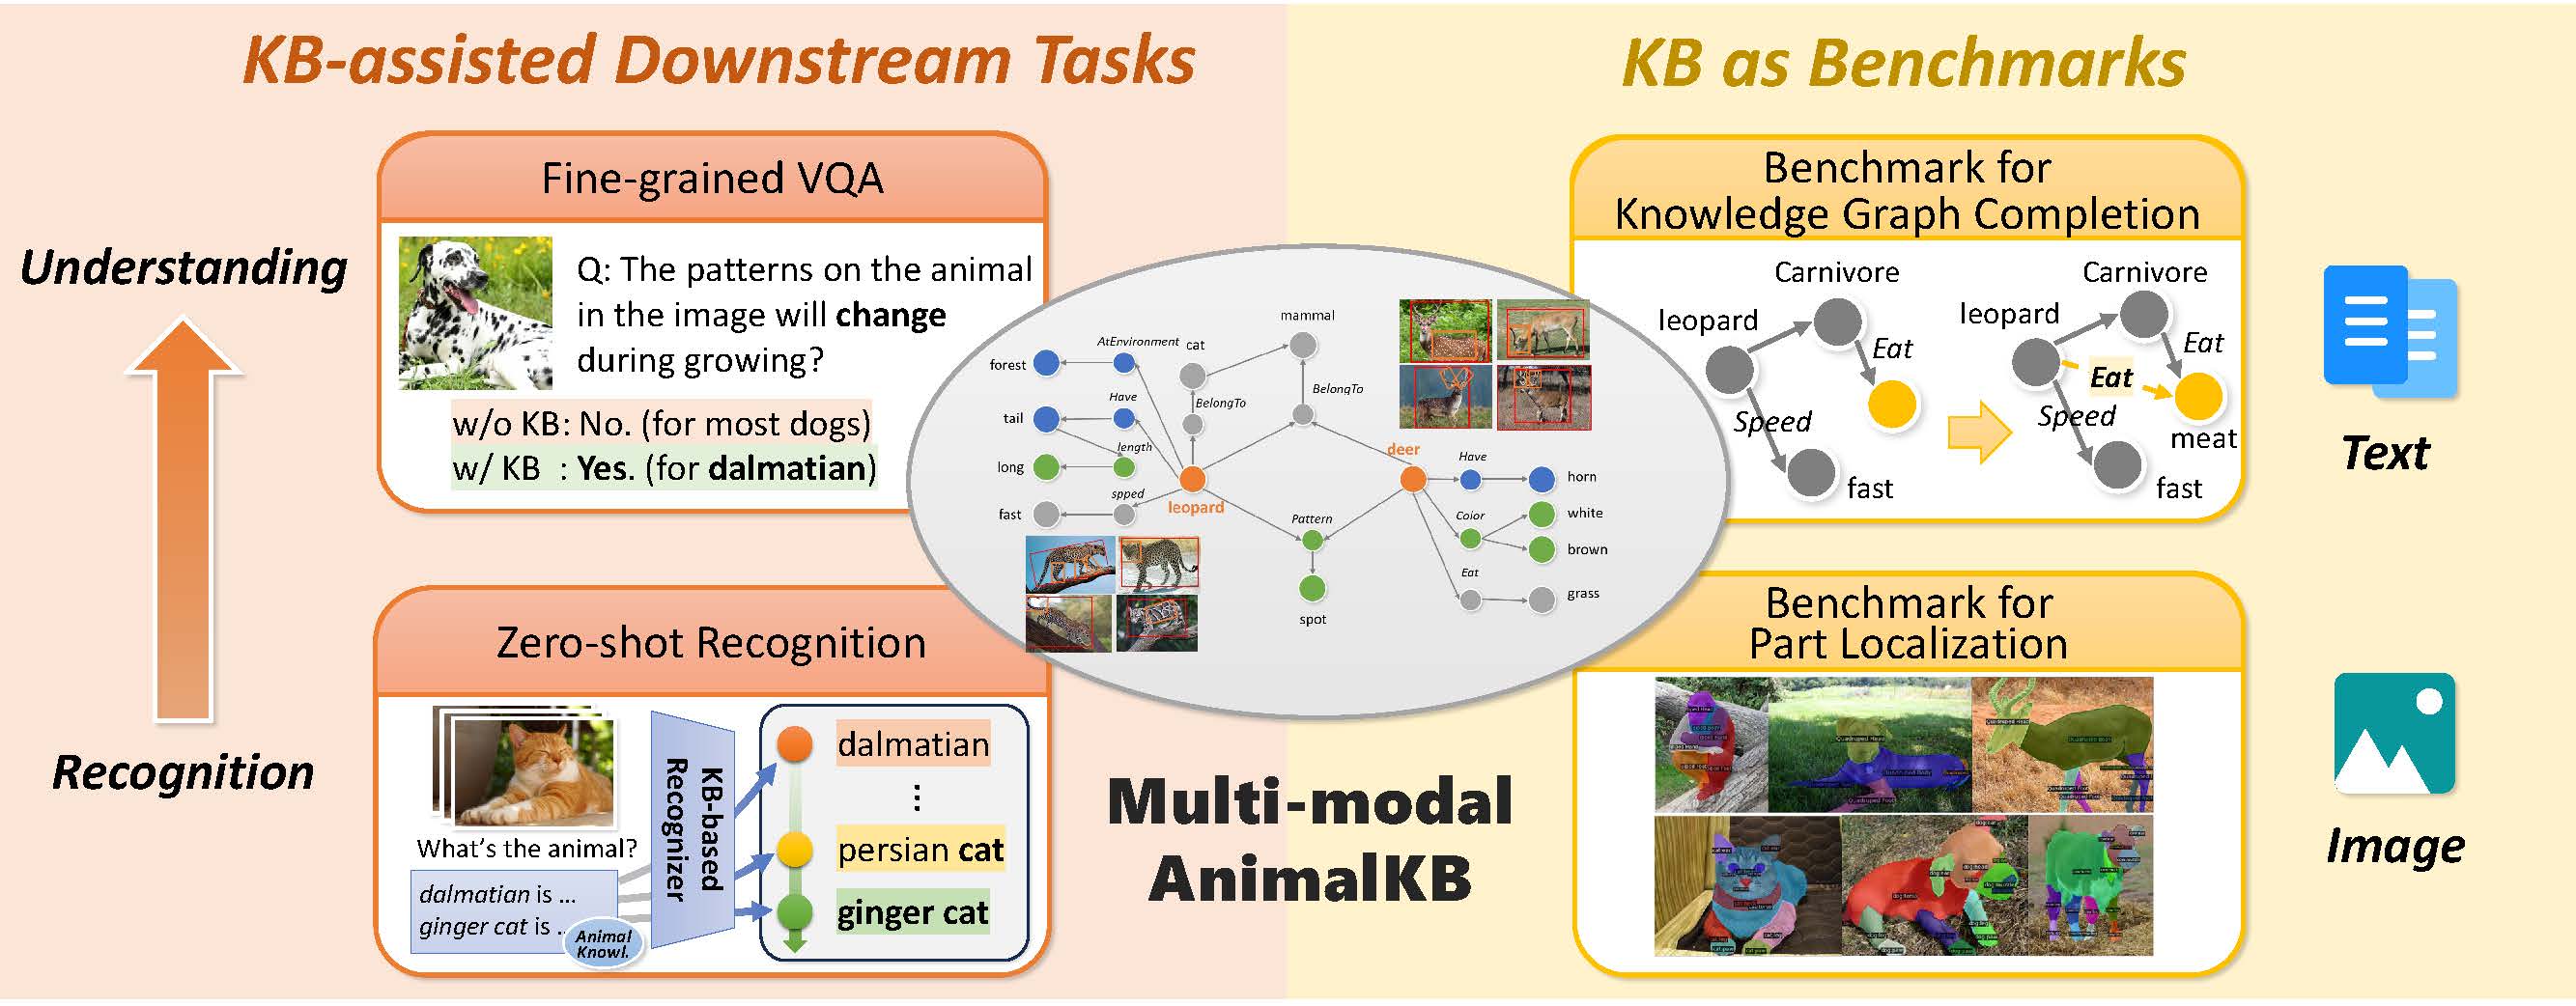 KB-assisted Downstream Tasks
KB as Benchmarks
Understanding
Recognition
Fine-grained VQA
Q: The patterns on the animal
in the image will change
during growing?
w/o KB: No. (for most dogs)
w/ KB : Yes. (for dalmatian)
Zero-shot Recognition
What's the animal?
dalmatian is ...
ginger cat is ..
Animal
Knowl.
KB-based
Recognizer
dalmatian
⋮
persian cat
ginger cat
mammal
AtEnvironment
cat
forest
BelongTo
Have
BelongTo
tail
length
deer
long
Have
horn
spped
leopard
fast
Pattern
Color
white
brown
Eat
grass
spot
Multi-modal
AnimalKB
Benchmark for
Knowledge Graph Completion
Carnivore
leopard
Eat
Speed
fast
Carnivore
leopard
Eat
Eat
Speed
meat
fast
Benchmark for
Part Localization
Text
Image